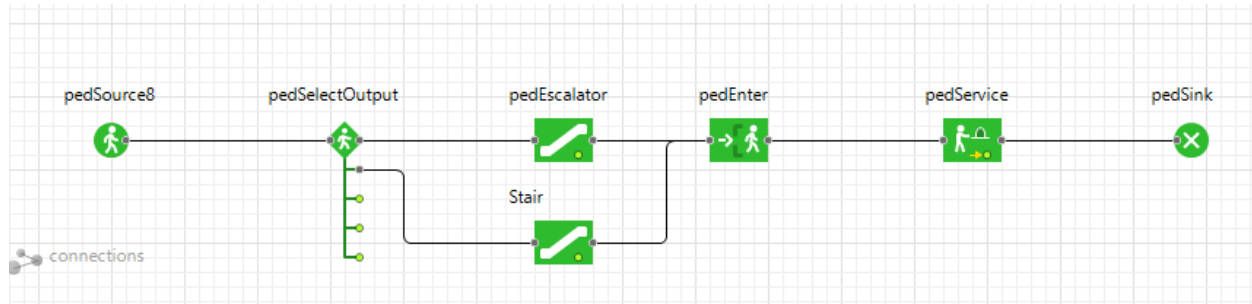 pedSource8
pedSelectOutput
pedEscalator
pedEnter
pedService
pedSink
Stair
connections